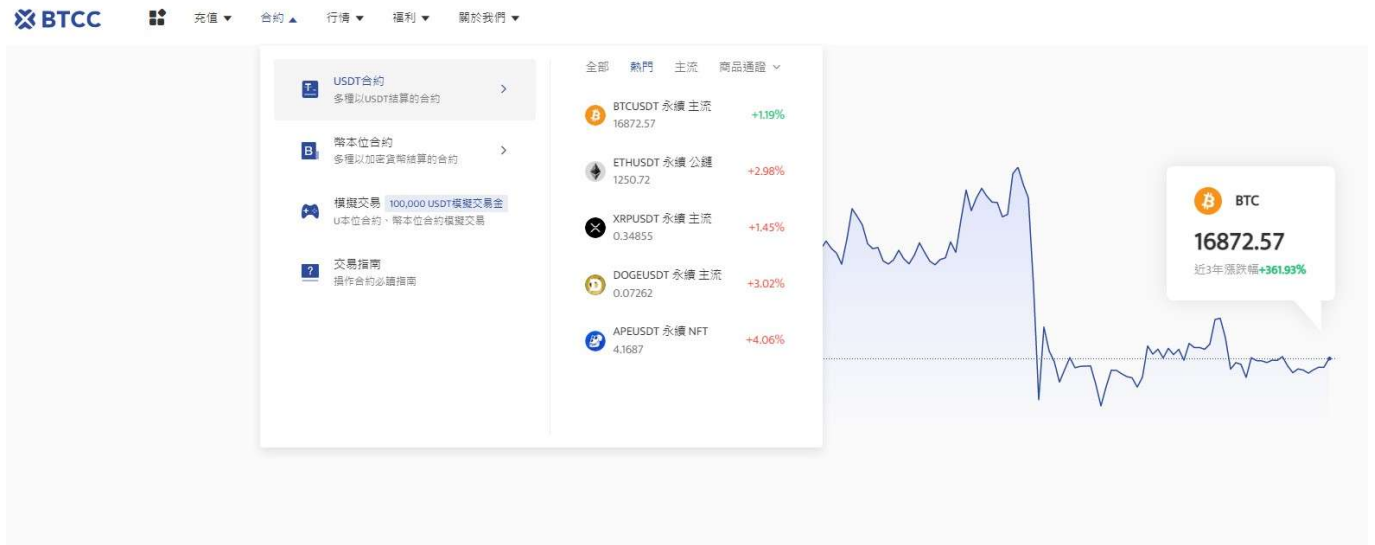 BTCC
充值 ▼ 合約 ▲ 行情 ▼ 福利 ▼ 關於我們 ▼
USDT合約
多種以USDT結算的合約
幣本位合約
多種以加密貨幣結算的合約
模擬交易 100,000 USDT模擬交易金
U本位合約、幣本位合約模擬交易
交易指南
操作合約必讀指南
全部 熱門 主流 商品通證
BTCUSDT 永續 主流
16872.57
+1.19%
ETHUSDT 永續 公鏈
1250.72
+2.98%
XRPUSDT 永續 主流
0.34855
+1.45%
DOGEUSDT 永續 主流
0.07262
+3.02%
APEUSDT 永續 NFT
4.1687
+4.06%
BTC
16872.57
近3年漲跌幅+361.93%